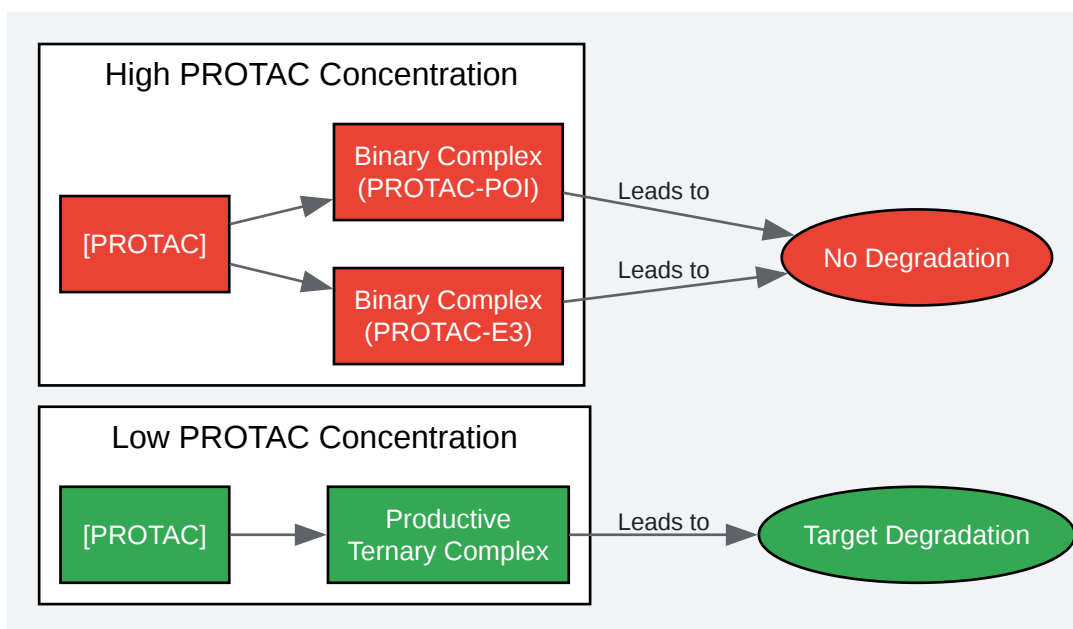 High PROTAC Concentration
[PROTAC]
Binary Complex
(PROTAC-POI)
Binary Complex
(PROTAC-E3)
Leads to
Leads to
No Degradation
Low PROTAC Concentration
[PROTAC]
Productive
Ternary Complex
Leads to
Target Degradation